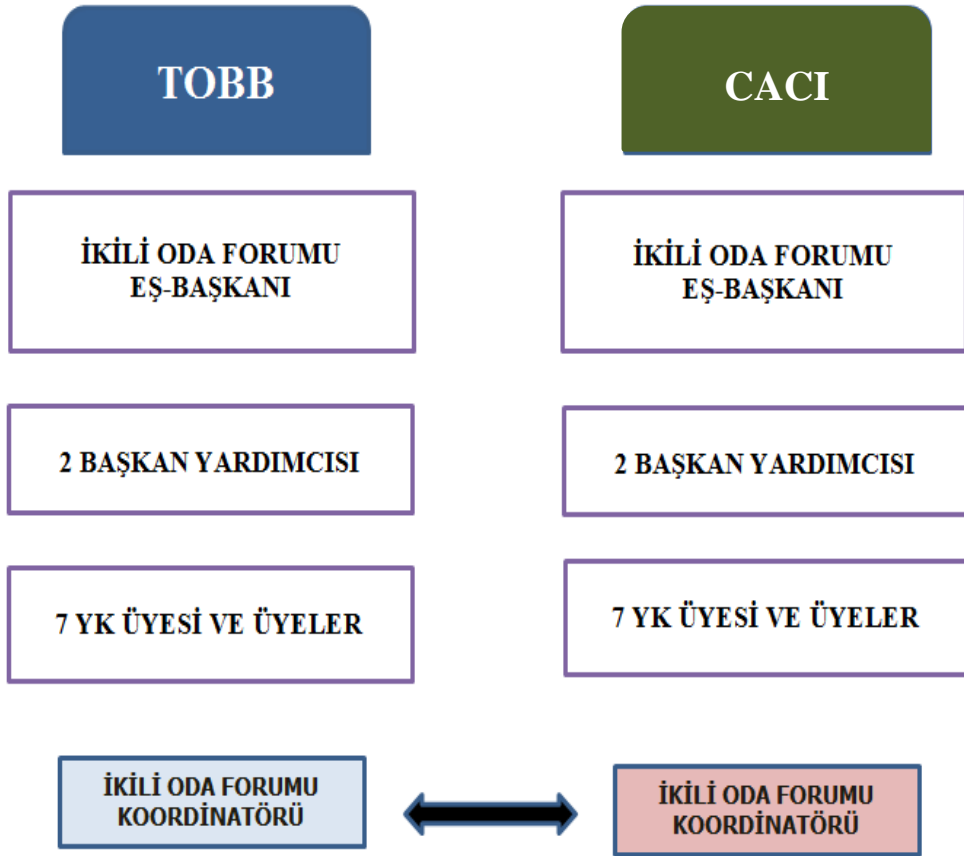 TOBB
CACI
İKİLİ ODA FORUMU
EŞ-BAŞKANI
İKİLİ ODA FORUMU
EŞ-BAŞKANI
2 BAŞKAN YARDIMCISI
2 BAŞKAN YARDIMCISI
7 YK ÜYESİ VE ÜYELER
7 YK ÜYESİ VE ÜYELER
İKİLİ ODA FORUMU
KOORDİNATÖRÜ
İKİLİ ODA FORUMU
KOORDİNATÖRÜ